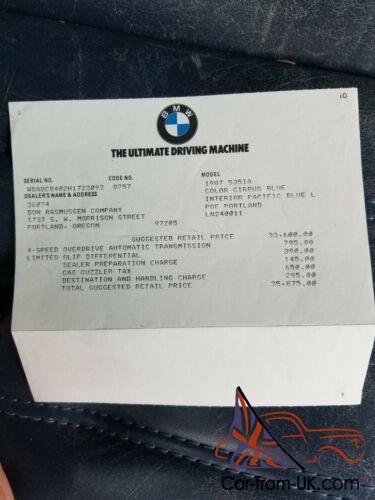 10
BMW
THE ULTIMATE DRIVING MACHINE
SERIAL NO. CODE NO. MODEL
WBADC8402H1723093 8757 1987 535IA
DEALER'S NAME & ADDRESS COLOR CIRRUS BLUE
36074 INTERIOR PACIFIC BLUE L
DON RASMUSSEN COMPANY POE PORTLAND
1737 S. W. MORRISON STREET LN240011
PORTLAND, OREGON 97205
SUGGESTED RETAIL PRICE 33,600.00
4-SPEED OVERDRIVE AUTOMATIC TRANSMISSION 795.00
LIMITED SLIP DIFFERENTIAL 390.00
DEALER PREPARATION CHARGE 145.00
GAS GUZZLER TAX 650.00
DESTINATION AND HANDLING CHARGE 295.00
TOTAL SUGGESTED RETAIL PRICE 35,875.00
Car-from-UK.com